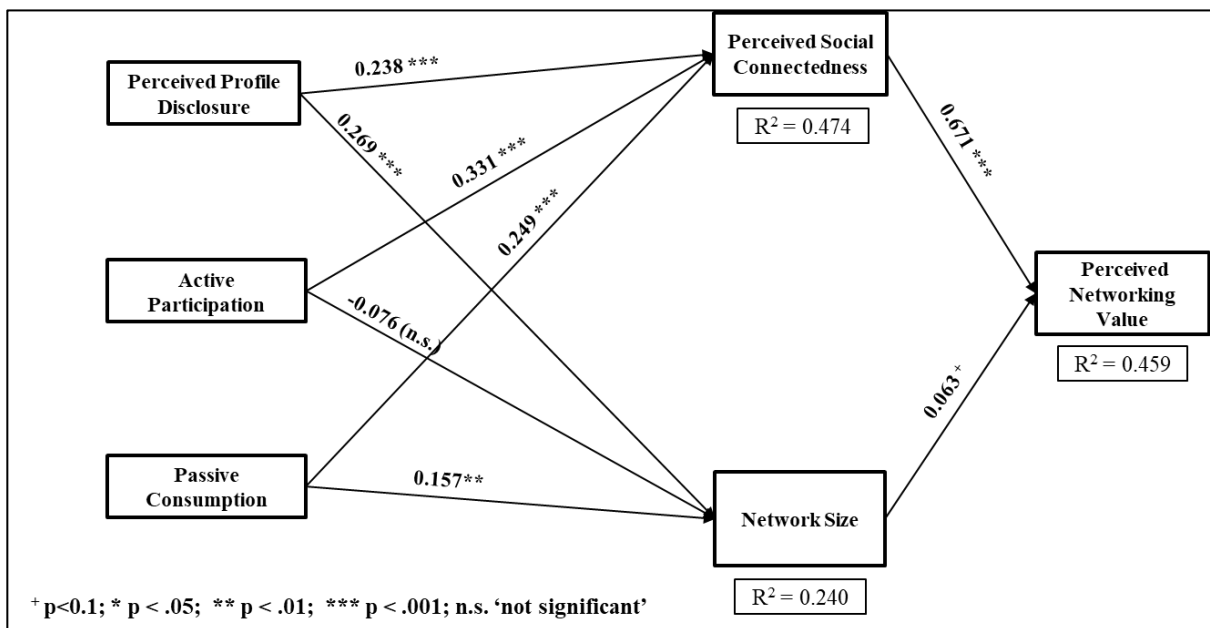 Perceived Profile
Disclosure
Active
Participation
Passive
Consumption
0.238 ***
0.269 ***
0.331 ***
0.249 ***
-0.076 (n.s.)
0.157**
Perceived Social
Connectedness
R² = 0.474
Network Size
R² = 0.240
0.671 ***
0.063 ⁺
Perceived
Networking
Value
R² = 0.459
⁺ p<0.1; * p < .05; ** p < .01; *** p < .001; n.s. ‘not significant’